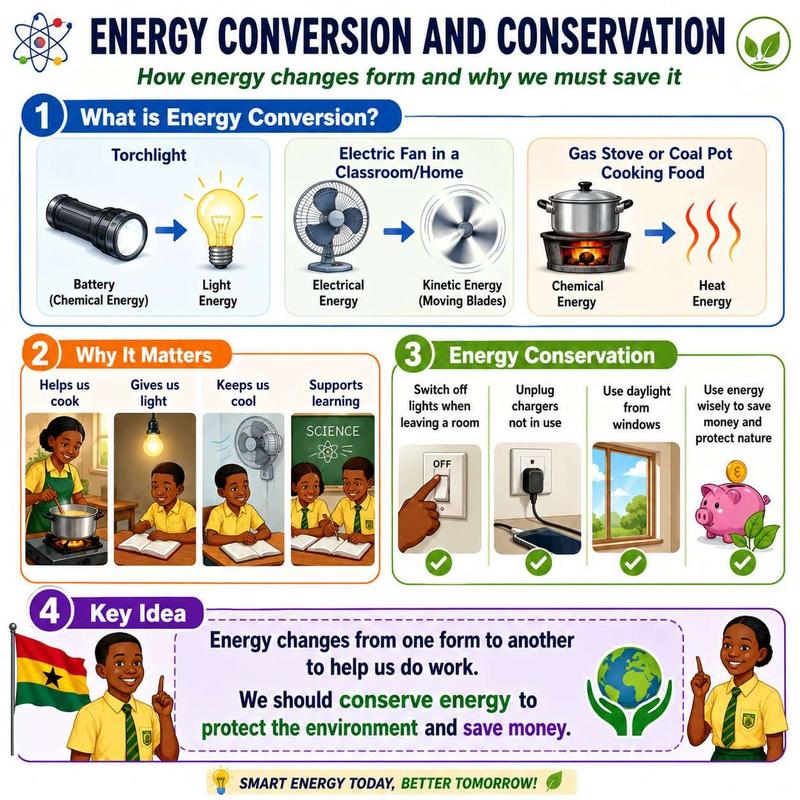 ENERGY CONVERSION AND CONSERVATION
How energy changes form and why we must save it
1 What is Energy Conversion?
Torchlight
Battery
(Chemical Energy)
Light
Energy
Electric Fan in a
Classroom/Home
Electrical
Energy
Kinetic Energy
(Moving Blades)
Gas Stove or Coal Pot
Cooking Food
Chemical
Energy
Heat
Energy
2 Why It Matters
Helps us
cook
Gives us
light
Keeps us
cool
Supports
learning
SCIENCE
3 Energy Conservation
Switch off
lights when
leaving a room
OFF
Unplug
chargers
not in use
Use daylight
from
windows
Use energy
wisely to save
money and
protect nature
4 Key Idea
Energy changes from one form to another
to help us do work.
We should conserve energy to
protect the environment and save money.
SMART ENERGY TODAY, BETTER TOMORROW!